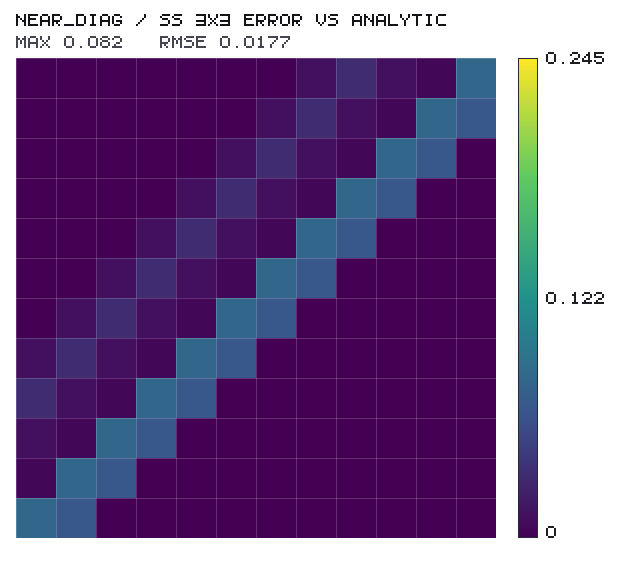 NEAR_DIAG / SS 3X3 ERROR VS ANALYTIC
MAX 0.082 RMSE 0.0177
0.245
0.122
0